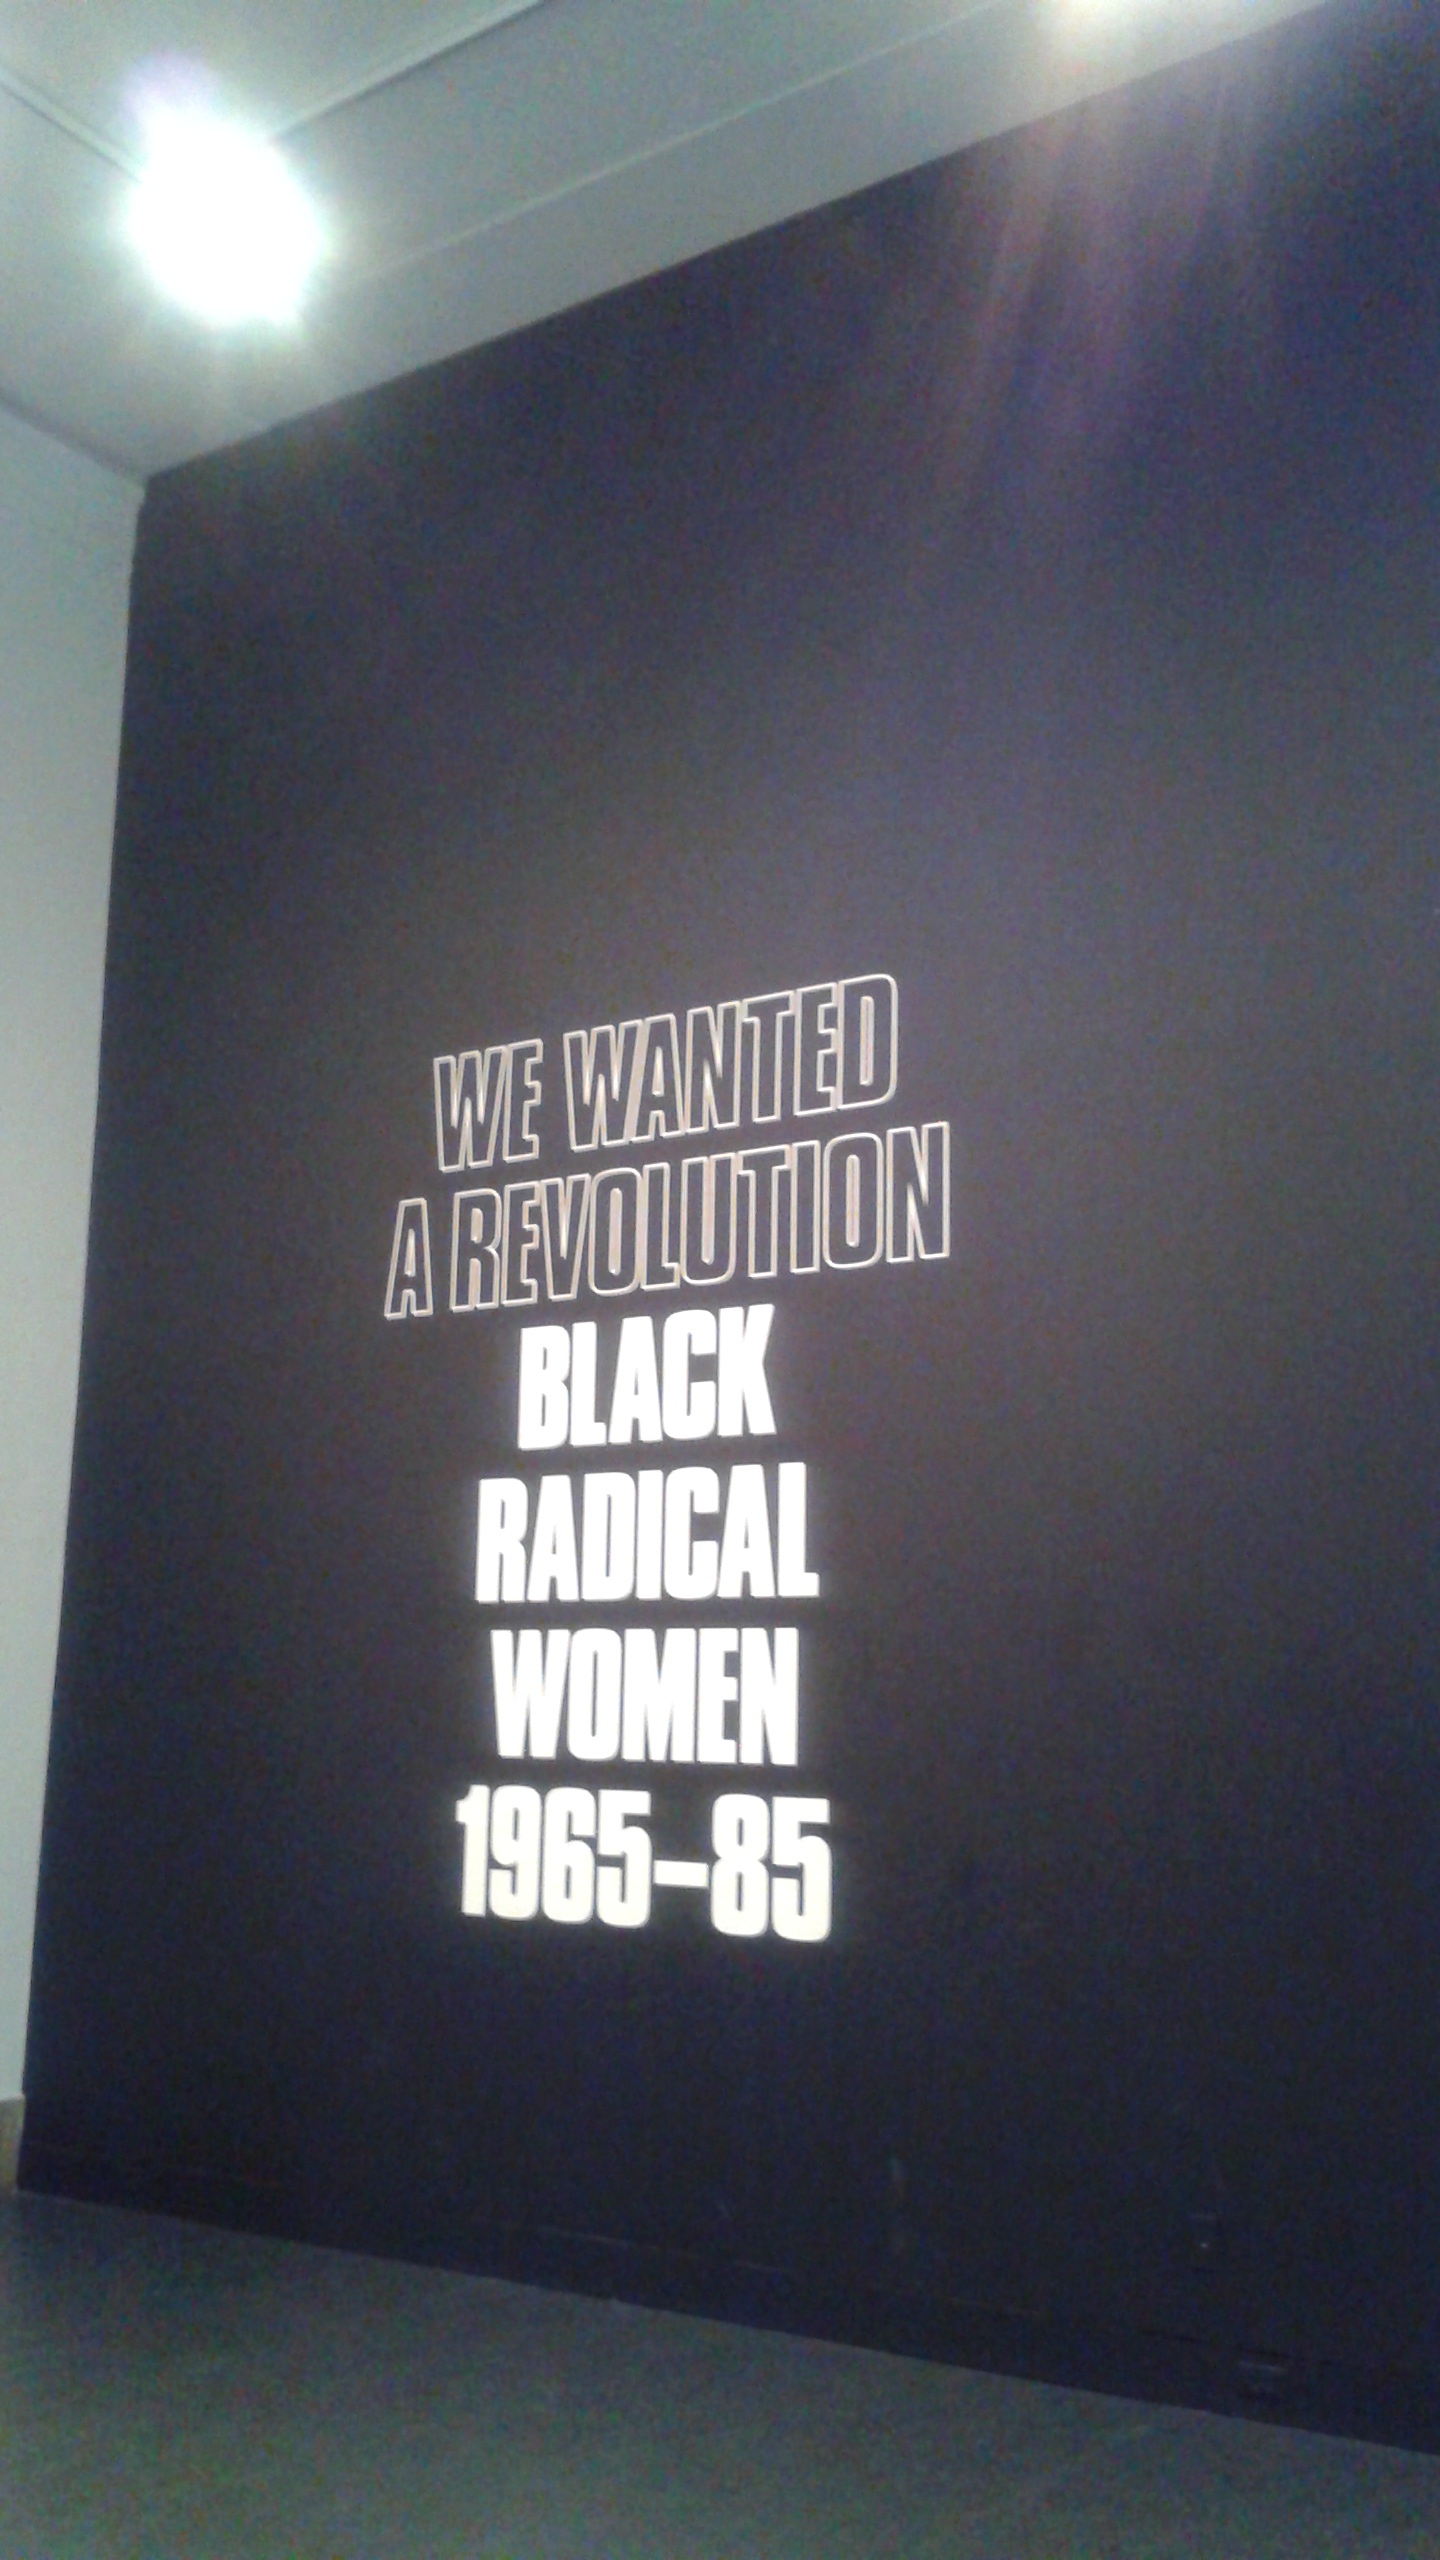 WE WANTED
A REVOLUTION
BLACK
RADICAL
WOMEN
1965–85